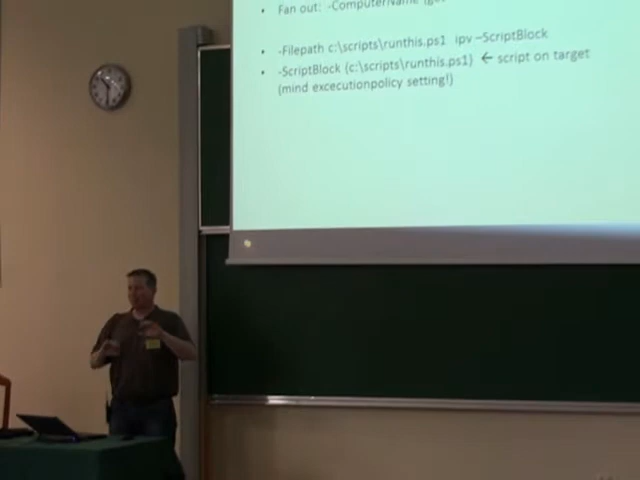 • Fan out: -ComputerName
• -Filepath c:\scripts\runthis.ps1 ipv –ScriptBlock
• -ScriptBlock (c:\scripts\runthis.ps1) ← script on target
(mind excecutionpolicy setting!)